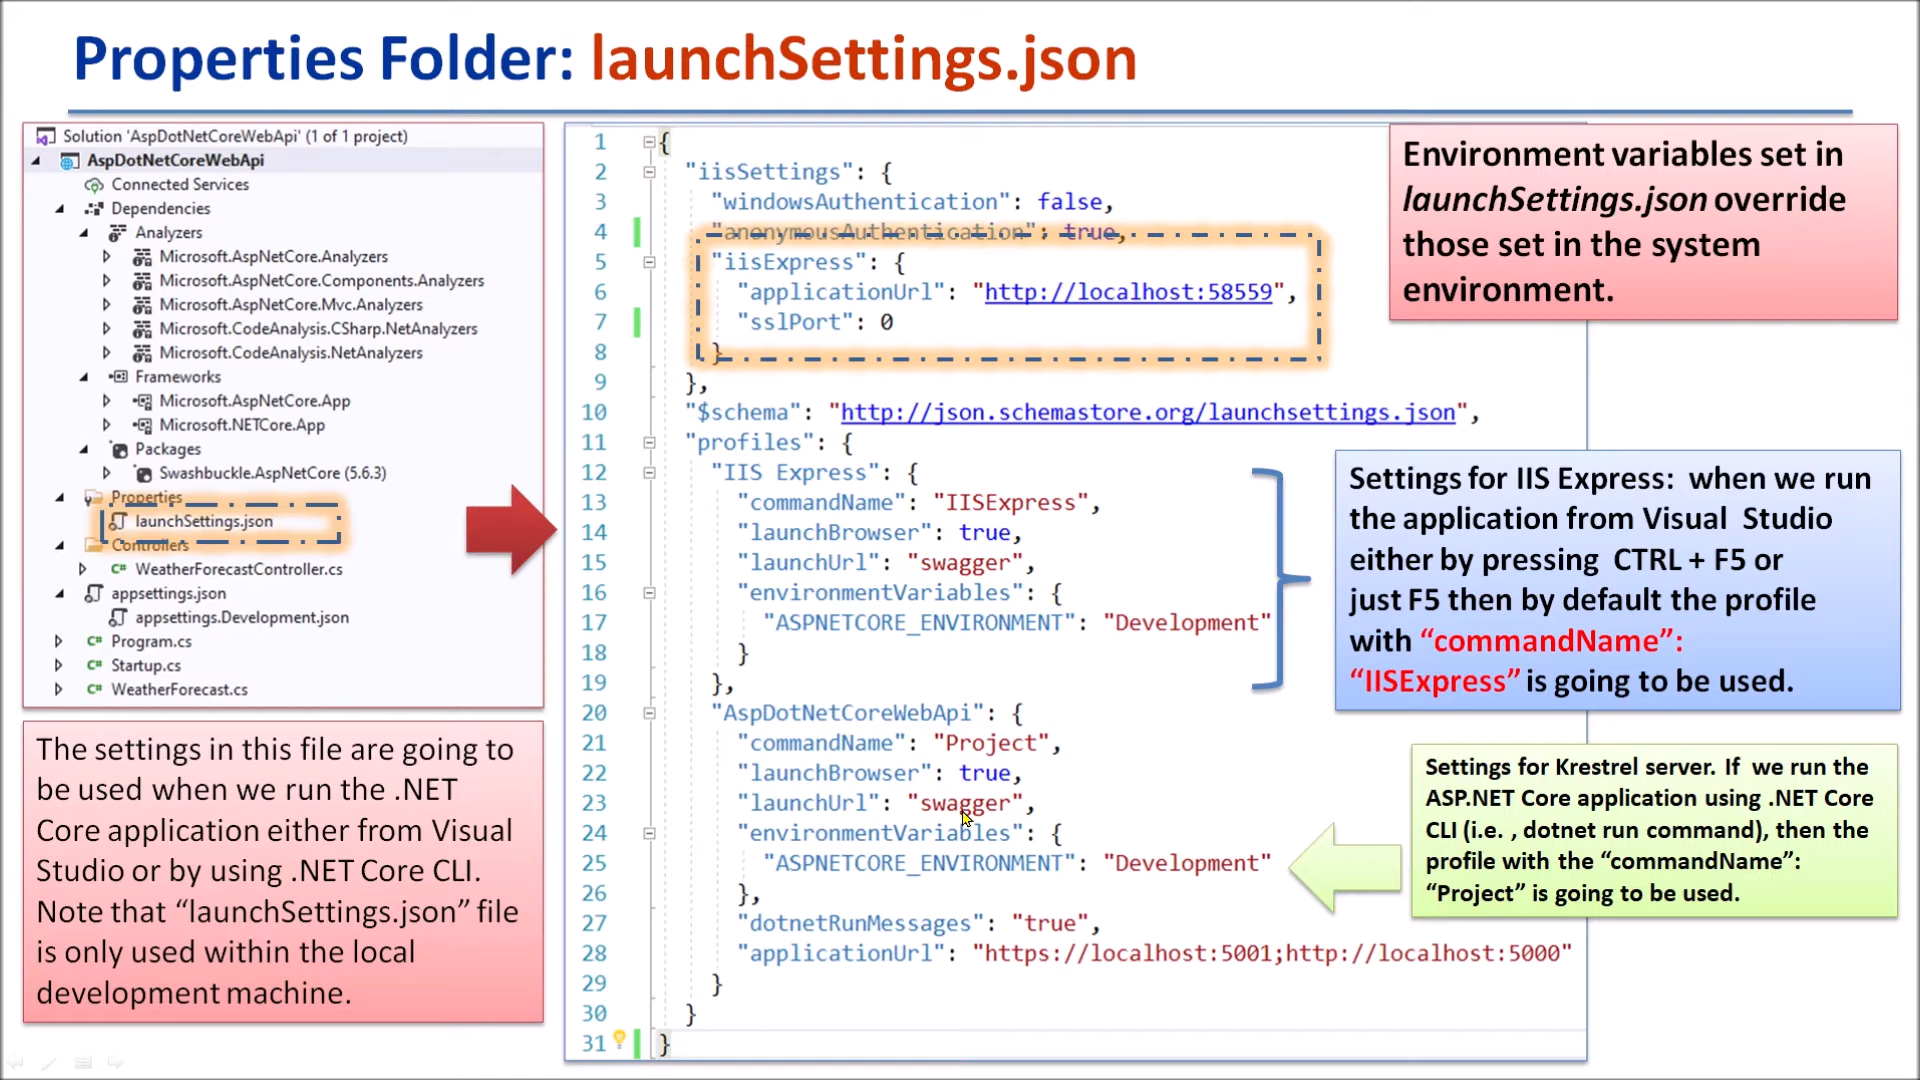 Properties Folder: launchSettings.json
Solution 'AspDotNetCoreWebApi' (1 of 1 project)
AspDotNetCoreWebApi
Connected Services
Dependencies
Analyzers
Microsoft.AspNetCore.Analyzers
Microsoft.AspNetCore.Components.Analyzers
Microsoft.AspNetCore.Mvc.Analyzers
Microsoft.CodeAnalysis.CSharp.NetAnalyzers
Microsoft.CodeAnalysis.NetAnalyzers
Frameworks
Microsoft.AspNetCore.App
Microsoft.NETCore.App
Packages
Swashbuckle.AspNetCore (5.6.3)
Properties
launchSettings.json
Controllers
C# WeatherForecastController.cs
appsettings.json
appsettings.Development.json
C# Program.cs
C# Startup.cs
C# WeatherForecast.cs
The settings in this file are going to
be used when we run the .NET
Core application either from Visual
Studio or by using .NET Core CLI.
Note that “launchSettings.json” file
is only used within the local
development machine.
1 {
2 "iisSettings": {
3 "windowsAuthentication": false,
4 "anonymousAuthentication": true,
5 "iisExpress": {
6 "applicationUrl": "http://localhost:58559",
7 "sslPort": 0
8 }
9 },
10 "$schema": "http://json.schemastore.org/launchsettings.json",
11 "profiles": {
12 "IIS Express": {
13 "commandName": "IISExpress",
14 "launchBrowser": true,
15 "launchUrl": "swagger",
16 "environmentVariables": {
17 "ASPNETCORE_ENVIRONMENT": "Development"
18 }
19 },
20 "AspDotNetCoreWebApi": {
21 "commandName": "Project",
22 "launchBrowser": true,
23 "launchUrl": "swagger",
24 "environmentVariables": {
25 "ASPNETCORE_ENVIRONMENT": "Development"
26 },
27 "dotnetRunMessages": "true",
28 "applicationUrl": "https://localhost:5001;http://localhost:5000"
29 }
30 }
31 }
Environment variables set in
launchSettings.json override
those set in the system
environment.
Settings for IIS Express: when we run
the application from Visual Studio
either by pressing CTRL + F5 or
just F5 then by default the profile
with “commandName”:
“IISExpress” is going to be used.
Settings for Krestrel server. If we run the
ASP.NET Core application using .NET Core
CLI (i.e. , dotnet run command), then the
profile with the “commandName”:
“Project” is going to be used.